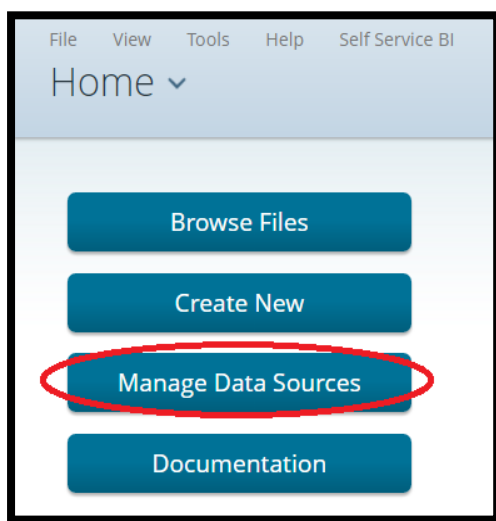 File View Tools Help Self Service BI
Home
Browse Files
Create New
Manage Data Sources
Documentation